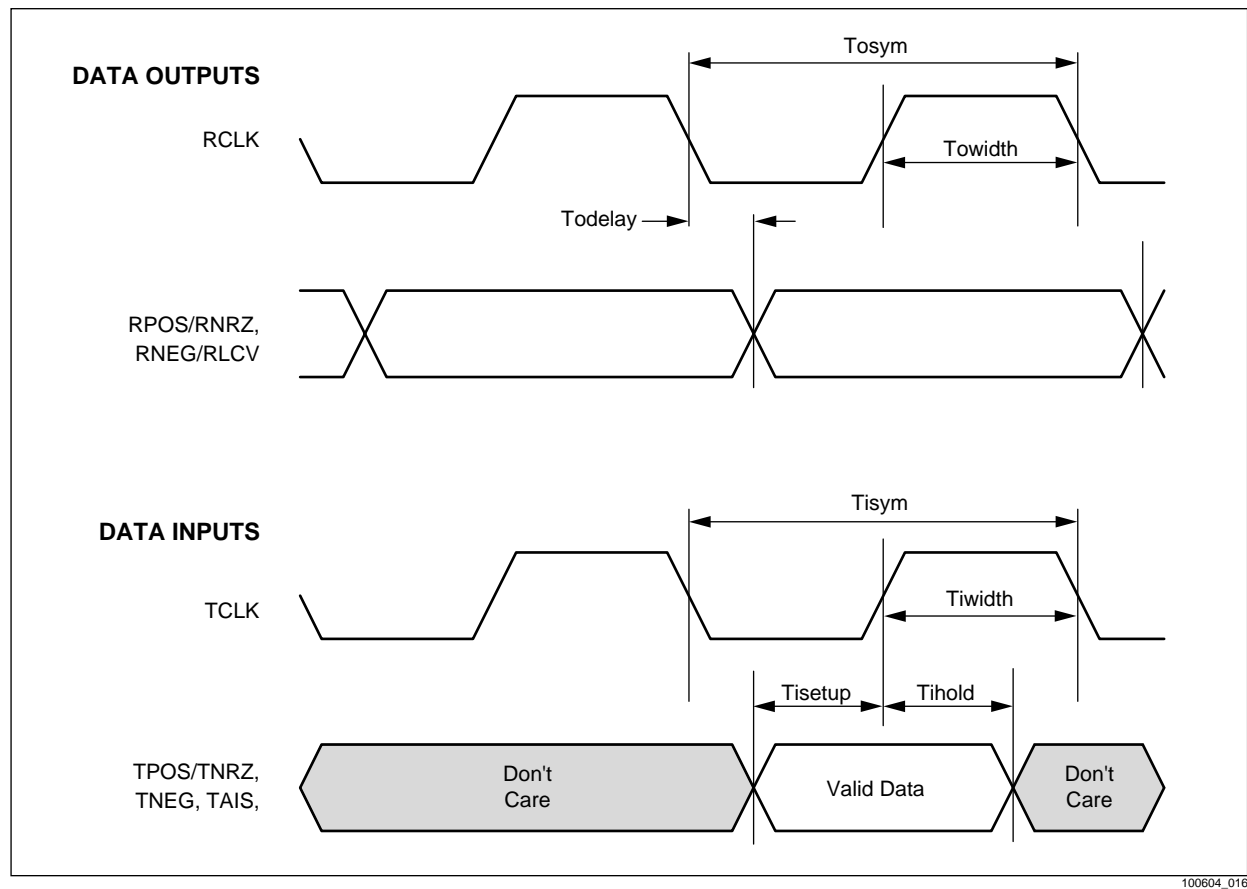 Tosym
DATA OUTPUTS
RCLK
Towidth
Todelay
RPOS/RNRZ,
RNEG/RLCV
Tisym
DATA INPUTS
TCLK
Tiwidth
Tisetup
Tihold
TPOS/TNRZ,
TNEG, TAIS,
Don't
Care
Valid Data
Don't
Care
100604_016